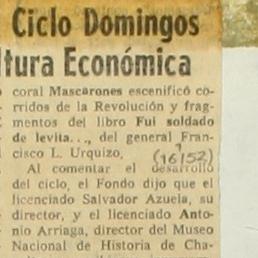 Ciclo Domingos
ltura Económica
coral Mascarones escenificó co-
rridos de la Revolución y frag-
mentos del libro Fui soldado
de levita..., del general Fran-
cisco L. Urquizo. (16/52)
Al comentar el desarrollo
del ciclo, el Fondo dijo que el
licenciado Salvador Azuela, su
director, y el licenciado Anto-
nio Arriaga, director del Museo
Nacional de Historia de Cha-